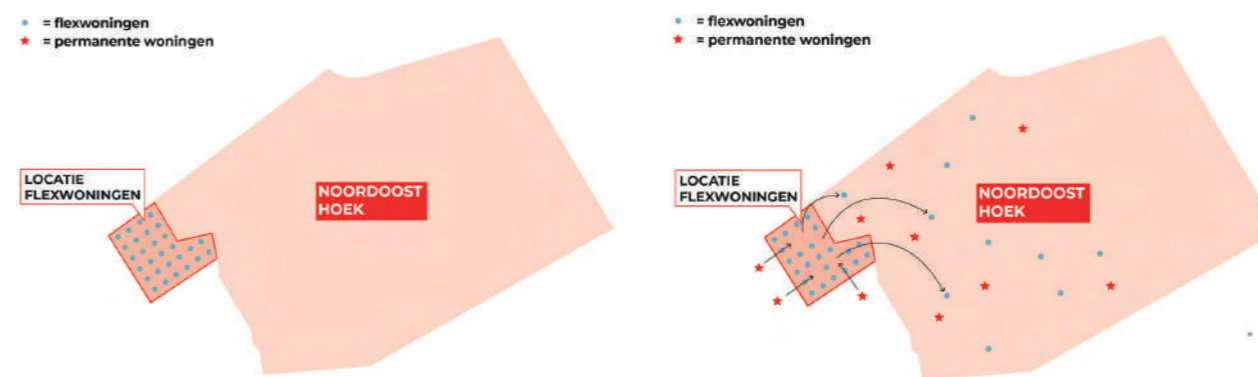 = flexwoningen
= permanente woningen
LOCATIE
FLEXWONINGEN
NOORDOOST
HOEK
= flexwoningen
= permanente woningen
LOCATIE
FLEXWONINGEN
NOORDOOST
HOEK